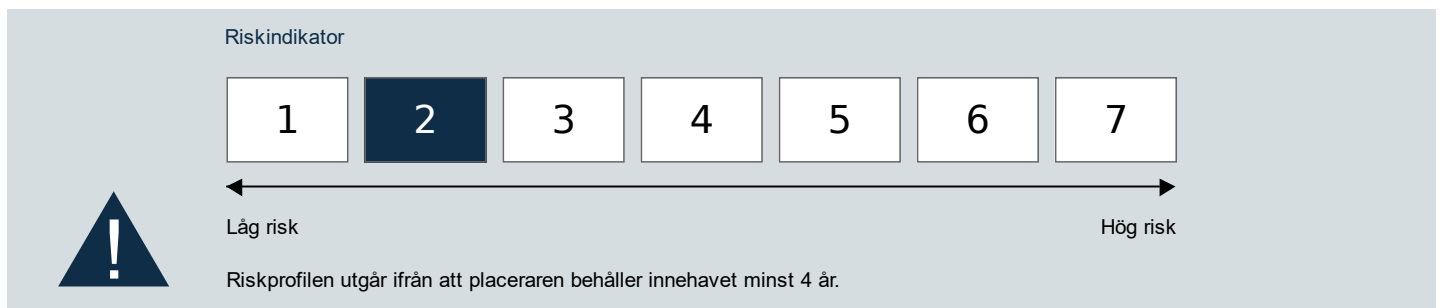 Riskindikator
1 2 3 4 5 6 7
Låg risk Hög risk
!
Riskprofilen utgår ifrån att placeraren behåller innehavet minst 4 år.